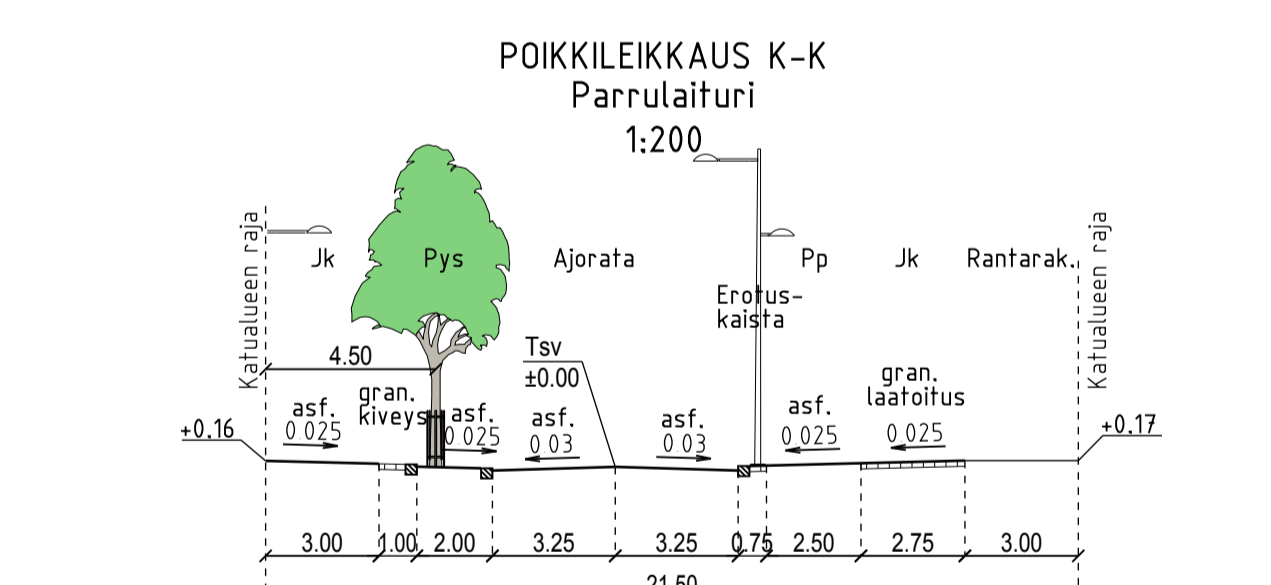 POIKKILEIKKAUS K-K
Parrulaituri
1:200
Katualueen raja
Jk
Pys
Ajorata
Pp
Jk
Rantarak.
Katualueen raja
Erotus-
kaista
4.50
Tsv
±0.00
gran.
kiveys
asf.
0.025
asf.
0.025
asf.
0.03
asf.
0.03
asf.
0.025
gran.
laatoitus
0.025
+0.16
+0.17
3.00
1.00
2.00
3.25
3.25
0.75
2.50
2.75
3.00
21.50